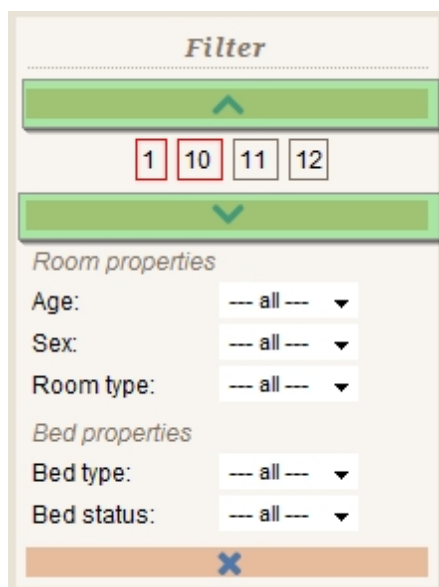 Filter
1 10 11 12
Room properties
Age: --- all ---
Sex: --- all ---
Room type: --- all ---
Bed properties
Bed type: --- all ---
Bed status: --- all ---